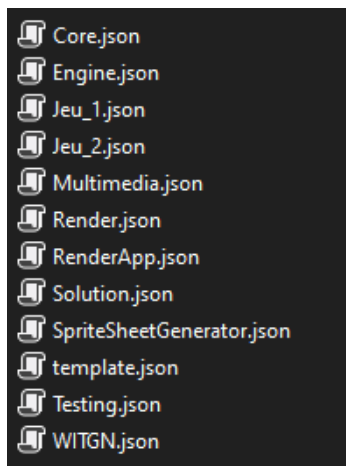 Core.json
Engine.json
Jeu_1.json
Jeu_2.json
Multimedia.json
Render.json
RenderApp.json
Solution.json
SpriteSheetGenerator.json
template.json
Testing.json
WITGN.json